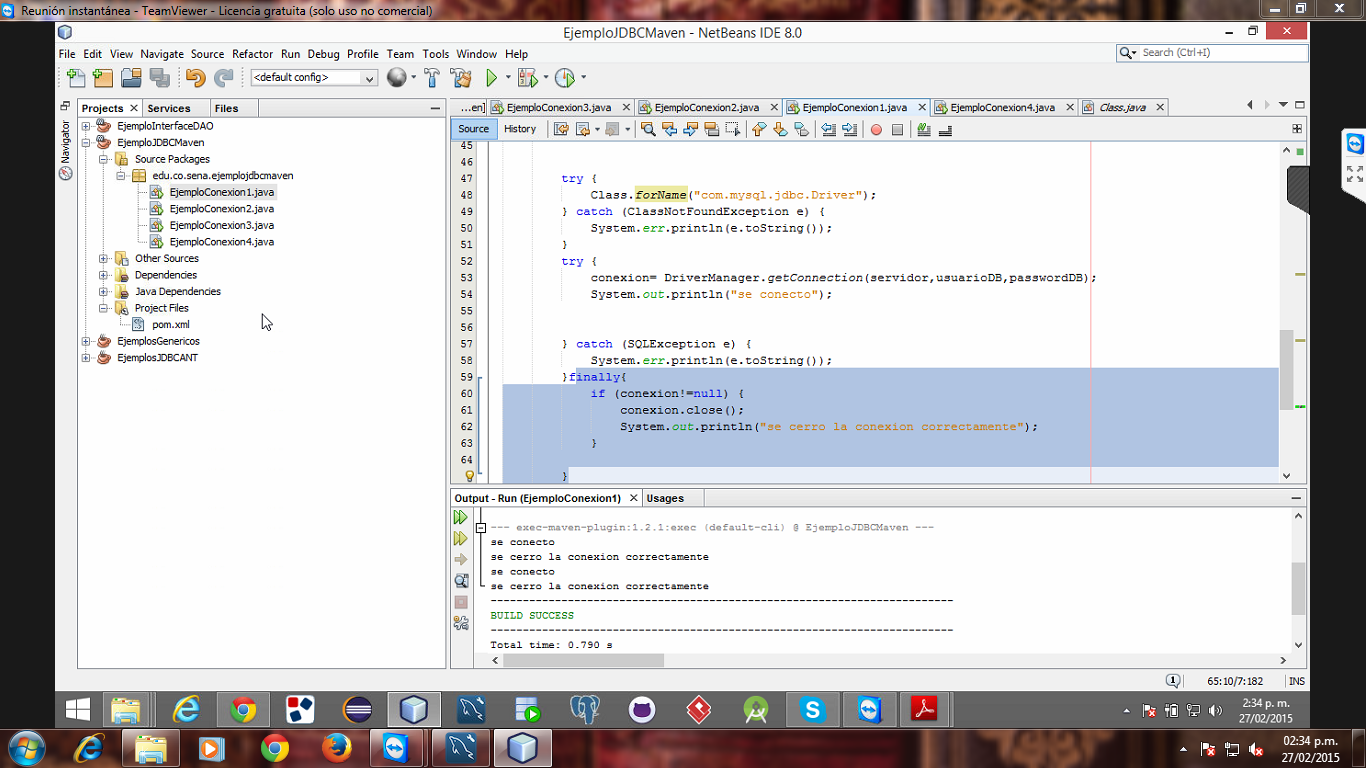 Reunión instantánea - TeamViewer - Licencia gratuita (solo uso no comercial)
EjemploJDBCMaven - NetBeans IDE 8.0
File Edit View Navigate Source Refactor Run Debug Profile Team Tools Window Help
Search (Ctrl+I)
<default config>
Projects Services Files
Navigator
EjemploInterfaceDAO
EjemploJDBCMaven
Source Packages
edu.co.sena.ejemplojdbcmaven
EjemploConexion1.java
EjemploConexion2.java
EjemploConexion3.java
EjemploConexion4.java
Other Sources
Dependencies
Java Dependencies
Project Files
pom.xml
EjemplosGenericos
EjemplosJDBCANT
...en] EjemploConexion3.java EjemploConexion2.java EjemploConexion1.java EjemploConexion4.java Class.java
Source History
45
46
47 try {
48 Class.forName("com.mysql.jdbc.Driver");
49 } catch (ClassNotFoundException e) {
50 System.err.println(e.toString());
51 }
52 try {
53 conexion= DriverManager.getConnection(servidor,usuarioDB,passwordDB);
54 System.out.println("se conecto");
55
56
57 } catch (SQLException e) {
58 System.err.println(e.toString());
59 }finally{
60 if (conexion!=null) {
61 conexion.close();
62 System.out.println("se cerro la conexion correctamente");
63 }
64
}
Output - Run (EjemploConexion1) Usages
--- exec-maven-plugin:1.2.1:exec (default-cli) @ EjemploJDBCMaven ---
se conecto
se cerro la conexion correctamente
se conecto
se cerro la conexion correctamente
------------------------------------------------------------------------
BUILD SUCCESS
------------------------------------------------------------------------
Total time: 0.790 s
1 65:10/7:182 INS
2:34 p. m.
27/02/2015
02:34 p.m.
27/02/2015